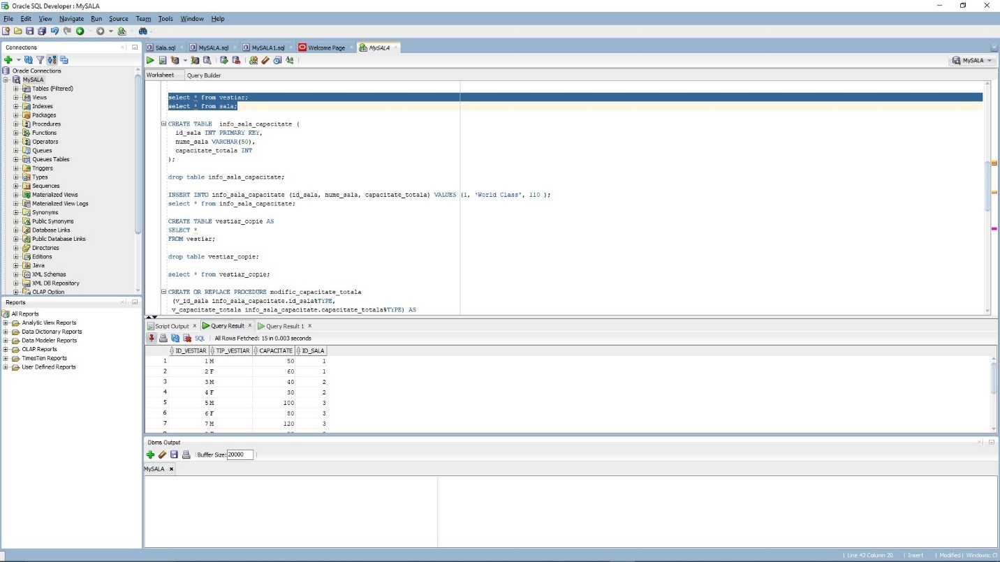 Oracle SQL Developer : MySALA
File Edit View Navigate Run Source Team Tools Window Help
Connections
Oracle Connections
MySALA
Tables (Filtered)
Views
Indexes
Packages
Procedures
Functions
Operators
Queues
Queues Tables
Triggers
Types
Sequences
Materialized Views
Materialized View Logs
Synonyms
Public Synonyms
Database Links
Public Database Links
Directories
Editions
Java
XML Schemas
XML DB Repository
OLAP Option
Reports
All Reports
Analytic View Reports
Data Dictionary Reports
Data Modeler Reports
OLAP Reports
TimesTen Reports
User Defined Reports
Sala.sql MySALA.sql MySALA1.sql Welcome Page MySALA
MySALA
Worksheet Query Builder
select * from vestiar;
select * from sala;
CREATE TABLE info_sala_capacitate (
id_sala INT PRIMARY KEY,
nume_sala VARCHAR(50),
capacitate_totala INT
);
drop table info_sala_capacitate;
INSERT INTO info_sala_capacitate (id_sala, nume_sala, capacitate_totala) VALUES (1, 'World Class', 110 );
select * from info_sala_capacitate;
CREATE TABLE vestiar_copie AS
SELECT *
FROM vestiar;
drop table vestiar_copie;
select * from vestiar_copie;
CREATE OR REPLACE PROCEDURE modific_capacitate_totala
(v_id_sala info_sala_capacitate.id_sala%TYPE,
v_capacitate_totala info_sala_capacitate.capacitate_totala%TYPE) AS
Script Output x Query Result x Query Result 1 x
SQL | All Rows Fetched: 15 in 0.003 seconds
ID_VESTIAR TIP_VESTIAR CAPACITATE ID_SALA
1 1 M 50 1
2 2 F 60 1
3 3 M 40 2
4 4 F 30 2
5 5 M 100 3
6 6 F 80 3
7 7 M 120 3
Dbms Output
Buffer Size: 20000
MySALA x
Line 42 Column 20 | Insert | Modified | Windows: Cl